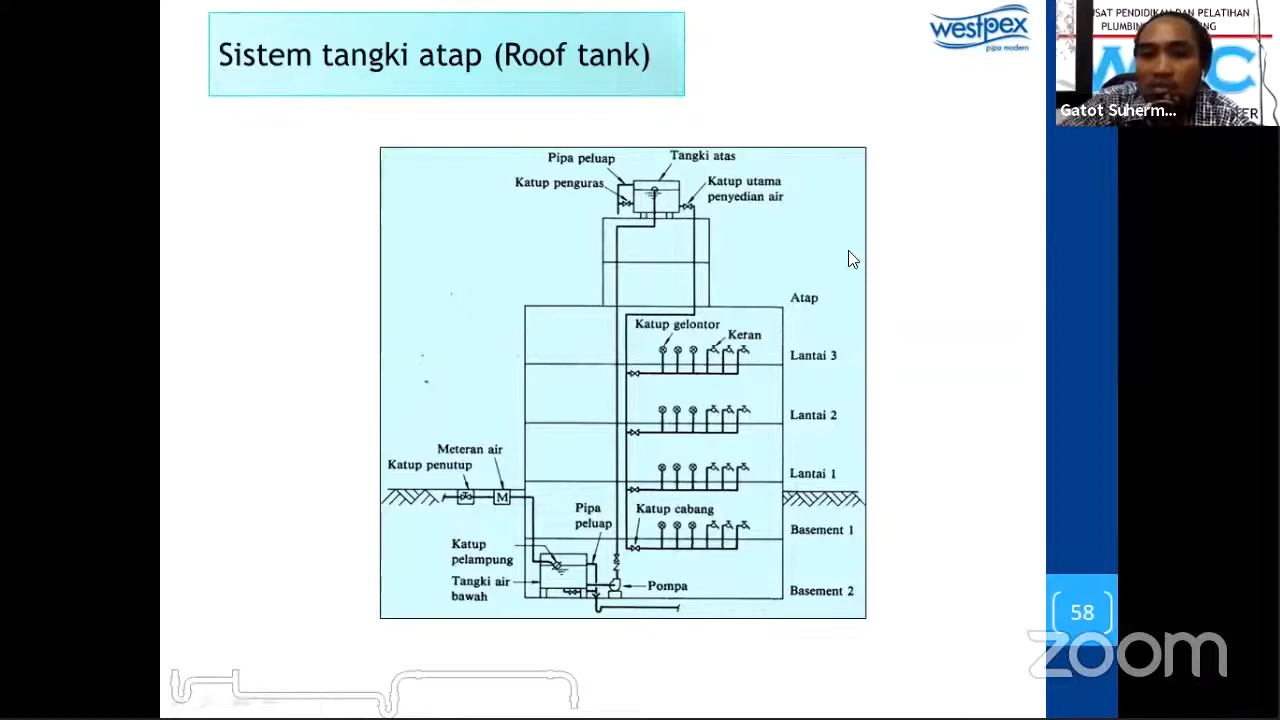 Sistem tangki atap (Roof tank)
westpex
pipa modern
USAT PENDIDIKAN DAN PELATIHAN
Gatot Suherm...
Pipa peluap
Tangki atas
Katup penguras
Katup utama
penyedian air
Atap
Katup gelontor
Keran
Lantai 3
Lantai 2
Meteran air
Katup penutup
Lantai 1
M
Pipa
peluap
Katup cabang
Basement 1
Katup
pelampung
Tangki air
bawah
Pompa
Basement 2
58
zoom